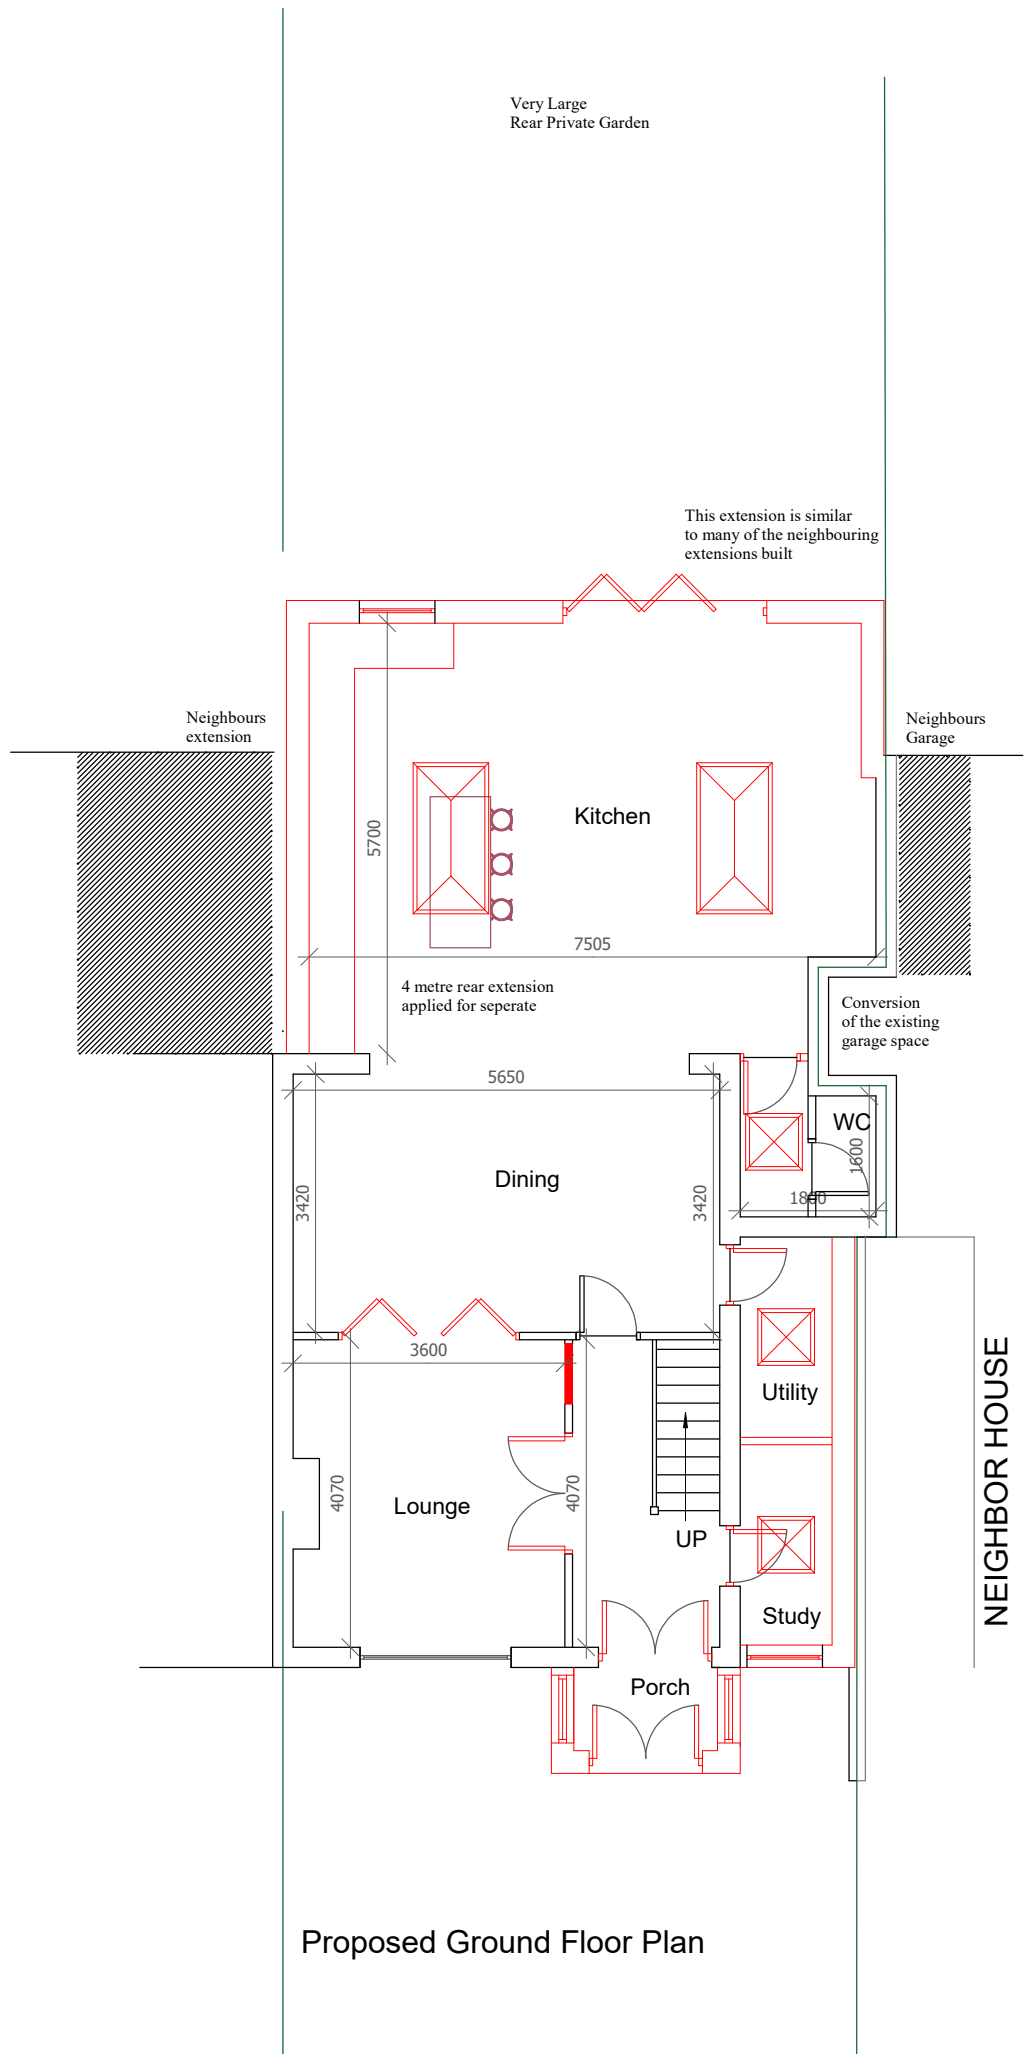 Very Large
Rear Private Garden
This extension is similar
to many of the neighbouring
extensions built
Neighbours
extension
Neighbours
Garage
Kitchen
5700
7505
4 metre rear extension
applied for seperate
Conversion
of the existing
garage space
5650
WC
1600
1800
Dining
3420
3420
3600
Utility
NEIGHBOR HOUSE
4070
Lounge
4070
UP
Study
Porch
Proposed Ground Floor Plan